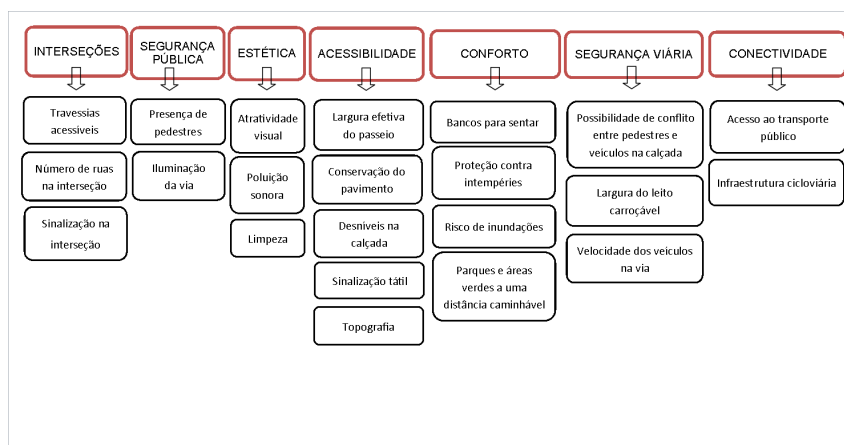 INTERSEÇÕES
SEGURANÇA
PÚBLICA
ESTÉTICA
ACESSIBILIDADE
CONFORTO
SEGURANÇA VIÁRIA
CONECTIVIDADE
Travessias
acessiveis
Número de ruas
na interseção
Sinalização na
interseção
Presença de
pedestres
Iluminação
da via
Atratividade
visual
Poluição
sonora
Limpeza
Largura efetiva
do passeio
Conservação do
pavimento
Desníveis na
calçada
Sinalização tátil
Topografia
Bancos para sentar
Proteção contra
intempéries
Risco de inundações
Parques e áreas
verdes a uma
distância caminhável
Possibilidade de conflito
entre pedestres e
veículos na calçada
Largura do leito
carroçável
Velocidade dos veiculos
na via
Acesso ao transporte
público
Infraestrutura cicloviária